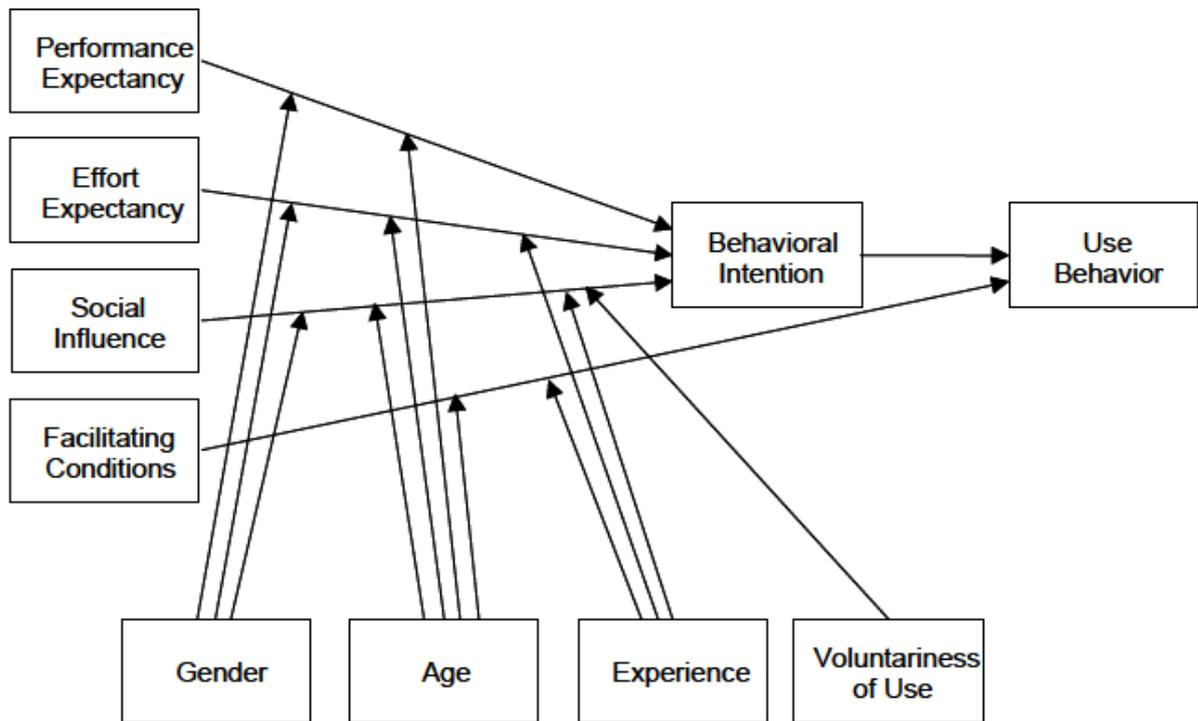 Performance
Expectancy
Effort
Expectancy
Social
Influence
Facilitating
Conditions
Behavioral
Intention
Use
Behavior
Gender
Age
Experience
Voluntariness
of Use